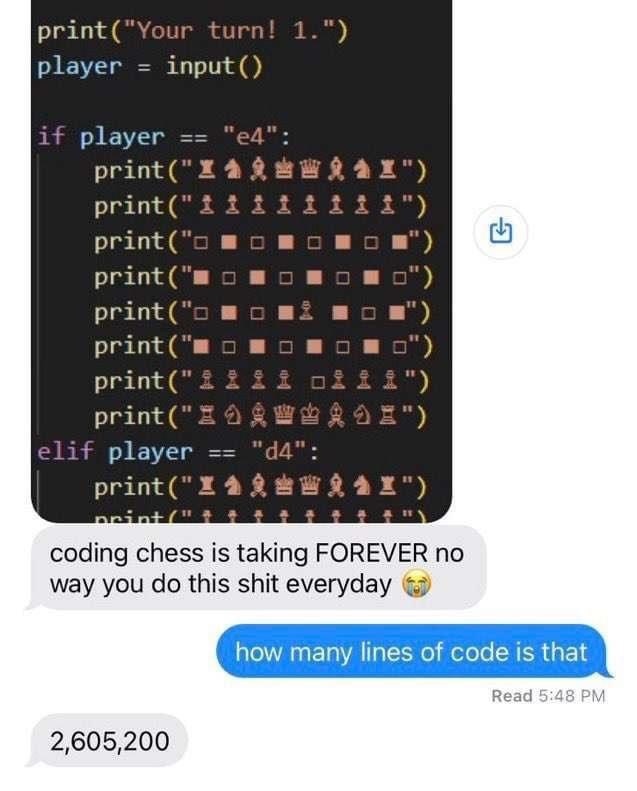 print("Your turn! 1.")
player = input()
if player == "e4":
print("♜♞♝♚♛♝♞♜")
print("♟♟♟♟♟♟♟♟")
print("□■□■□■□■")
print("■□■□■□■□")
print("□■□■♙■□■")
print("■□■□■□■□")
print("♙♙♙♙□♙♙♙")
print("♖♘♗♕♔♗♘♖")
elif player == "d4":
print("♜♞♝♚♛♝♞♜")
print("♟♟♟♟♟♟♟♟")
coding chess is taking FOREVER no
way you do this shit everyday 😭
how many lines of code is that
Read 5:48 PM
2,605,200